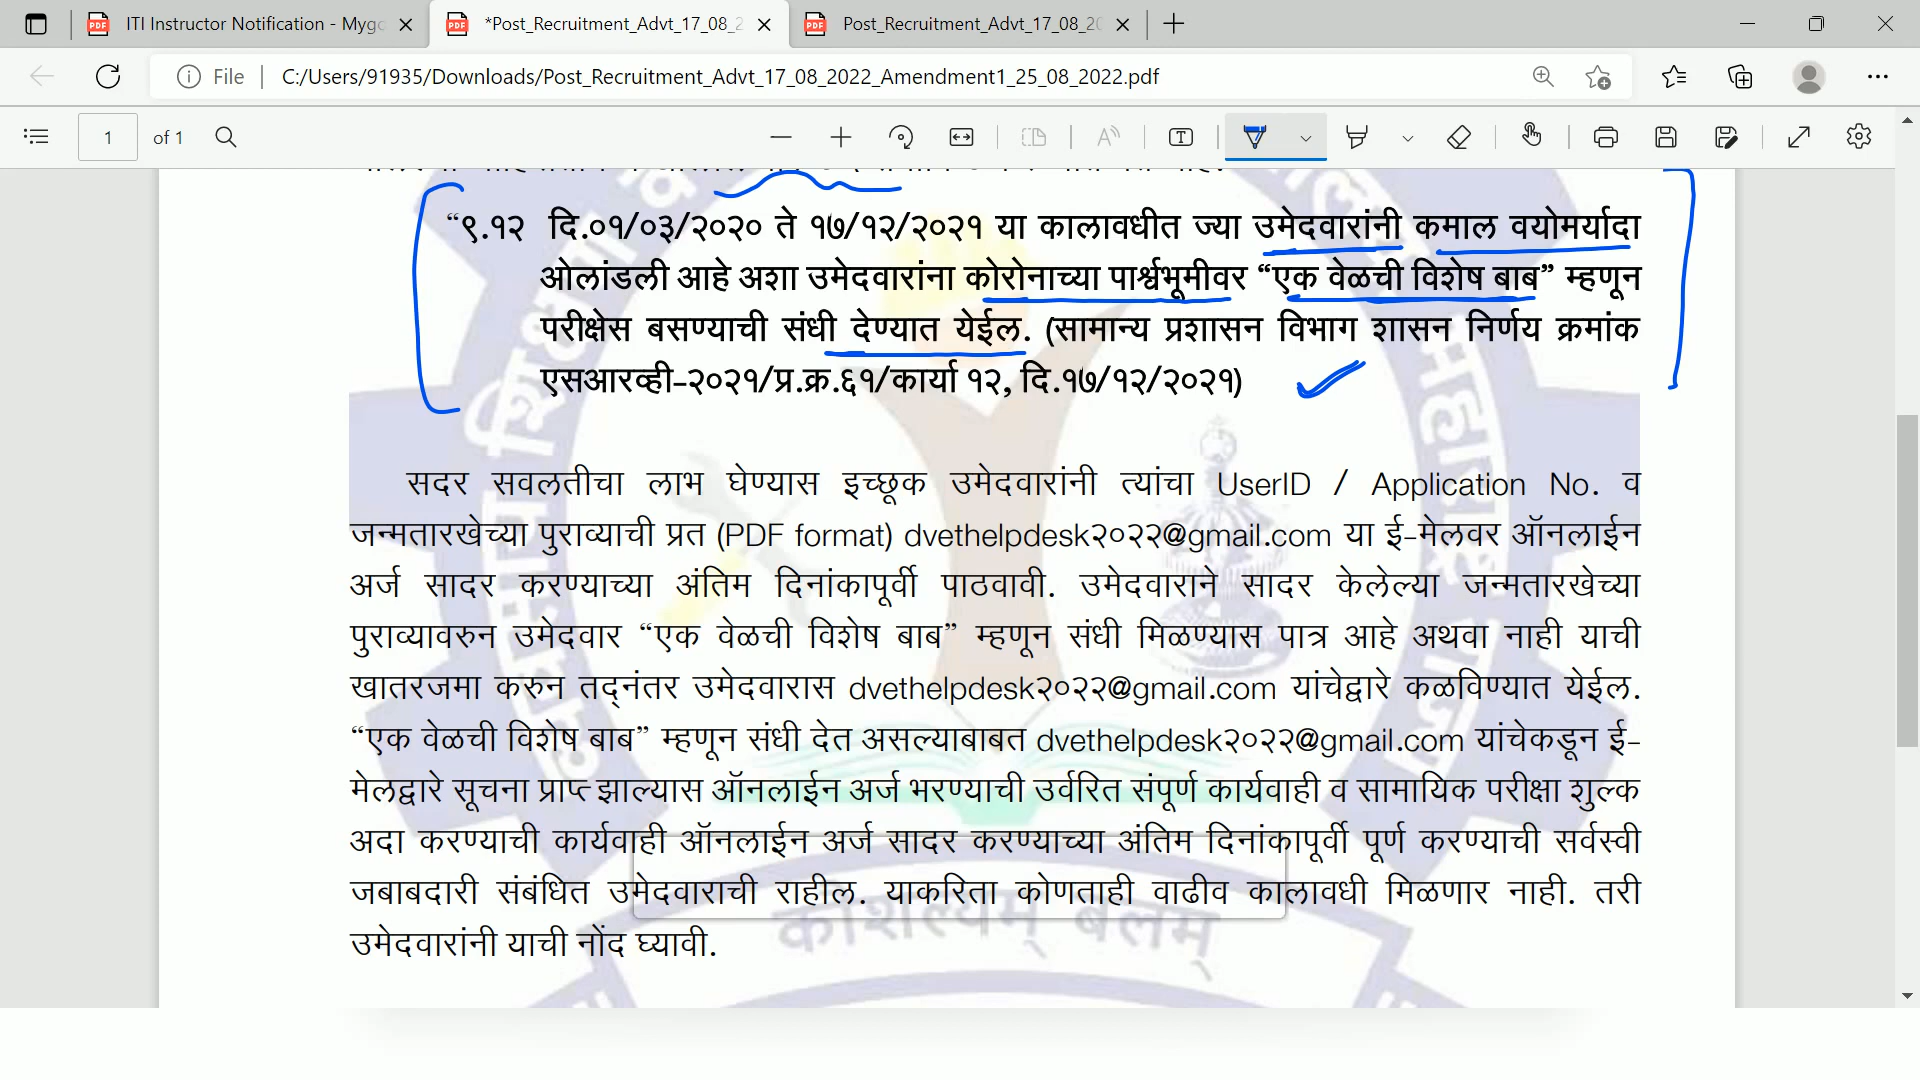 ITI Instructor Notification - Mygo
*Post_Recruitment_Advt_17_08_2
Post_Recruitment_Advt_17_08_20
File
C:/Users/91935/Downloads/Post_Recruitment_Advt_17_08_2022_Amendment1_25_08_2022.pdf
1 of 1
“९.१२ दि.०१/०३/२०२० ते १७/१२/२०२१ या कालावधीत ज्या उमेदवारांनी कमाल वयोमर्यादा
ओलांडली आहे अशा उमेदवारांना कोरोनाच्या पार्श्वभूमीवर “एक वेळची विशेष बाब” म्हणून
परीक्षेस बसण्याची संधी देण्यात येईल. (सामान्य प्रशासन विभाग शासन निर्णय क्रमांक
एसआरव्ही-२०२१/प्र.क्र.६१/कार्या १२, दि.१७/१२/२०२१)
सदर सवलतीचा लाभ घेण्यास इच्छूक उमेदवारांनी त्यांचा UserID / Application No. व
जन्मतारखेच्या पुराव्याची प्रत (PDF format) dvethelpdesk२०२२@gmail.com या ई-मेलवर ऑनलाईन
अर्ज सादर करण्याच्या अंतिम दिनांकापूर्वी पाठवावी. उमेदवाराने सादर केलेल्या जन्मतारखेच्या
पुराव्यावरुन उमेदवार “एक वेळची विशेष बाब” म्हणून संधी मिळण्यास पात्र आहे अथवा नाही याची
खातरजमा करुन तद्नंतर उमेदवारास dvethelpdesk२०२२@gmail.com यांचेद्वारे कळविण्यात येईल.
“एक वेळची विशेष बाब” म्हणून संधी देत असल्याबाबत dvethelpdesk२०२२@gmail.com यांचेकडून ई-
मेलद्वारे सूचना प्राप्त झाल्यास ऑनलाईन अर्ज भरण्याची उर्वरित संपूर्ण कार्यवाही व सामायिक परीक्षा शुल्क
अदा करण्याची कार्यवाही ऑनलाईन अर्ज सादर करण्याच्या अंतिम दिनांकापूर्वी पूर्ण करण्याची सर्वस्वी
जबाबदारी संबंधित उमेदवाराची राहील. याकरिता कोणताही वाढीव कालावधी मिळणार नाही. तरी
उमेदवारांनी याची नोंद घ्यावी.
कौशल्यम् बलम्